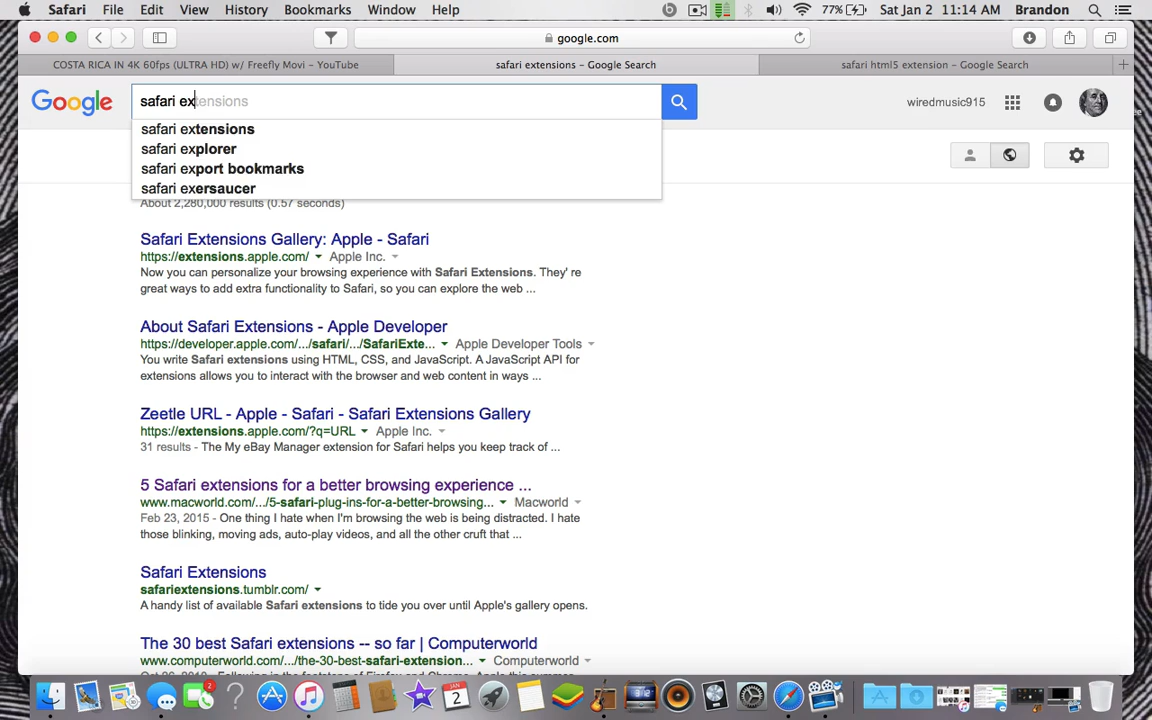 Safari File Edit View History Bookmarks Window Help 77% Sat Jan 2 11:14 AM Brandon
google.com
COSTA RICA IN 4K 60fps (ULTRA HD) w/ Freefly Movi - YouTube safari extensions - Google Search safari html5 extension - Google Search
Google safari extensions wiredmusic915
safari extensions
safari explorer
safari export bookmarks
safari exersaucer
About 2,280,000 results (0.57 seconds)
Safari Extensions Gallery: Apple - Safari
https://extensions.apple.com/ Apple Inc.
Now you can personalize your browsing experience with Safari Extensions. They' re
great ways to add extra functionality to Safari, so you can explore the web ...
About Safari Extensions - Apple Developer
https://developer.apple.com/.../safari/.../SafariExte... Apple Developer Tools
You write Safari extensions using HTML, CSS, and JavaScript. A JavaScript API for
extensions allows you to interact with the browser and web content in ways ...
Zeetle URL - Apple - Safari - Safari Extensions Gallery
https://extensions.apple.com/?q=URL Apple Inc.
31 results - The My eBay Manager extension for Safari helps you keep track of ...
5 Safari extensions for a better browsing experience ...
www.macworld.com/.../5-safari-plug-ins-for-a-better-browsing... Macworld
Feb 23, 2015 - One thing I hate when I'm browsing the web is being distracted. I hate
those blinking, moving ads, auto-play videos, and all the other cruft that ...
Safari Extensions
safariextensions.tumblr.com/
A handy list of available Safari extensions to tide you over until Apple's gallery opens.
The 30 best Safari extensions -- so far | Computerworld
www.computerworld.com/.../the-30-best-safari-extension... Computerworld